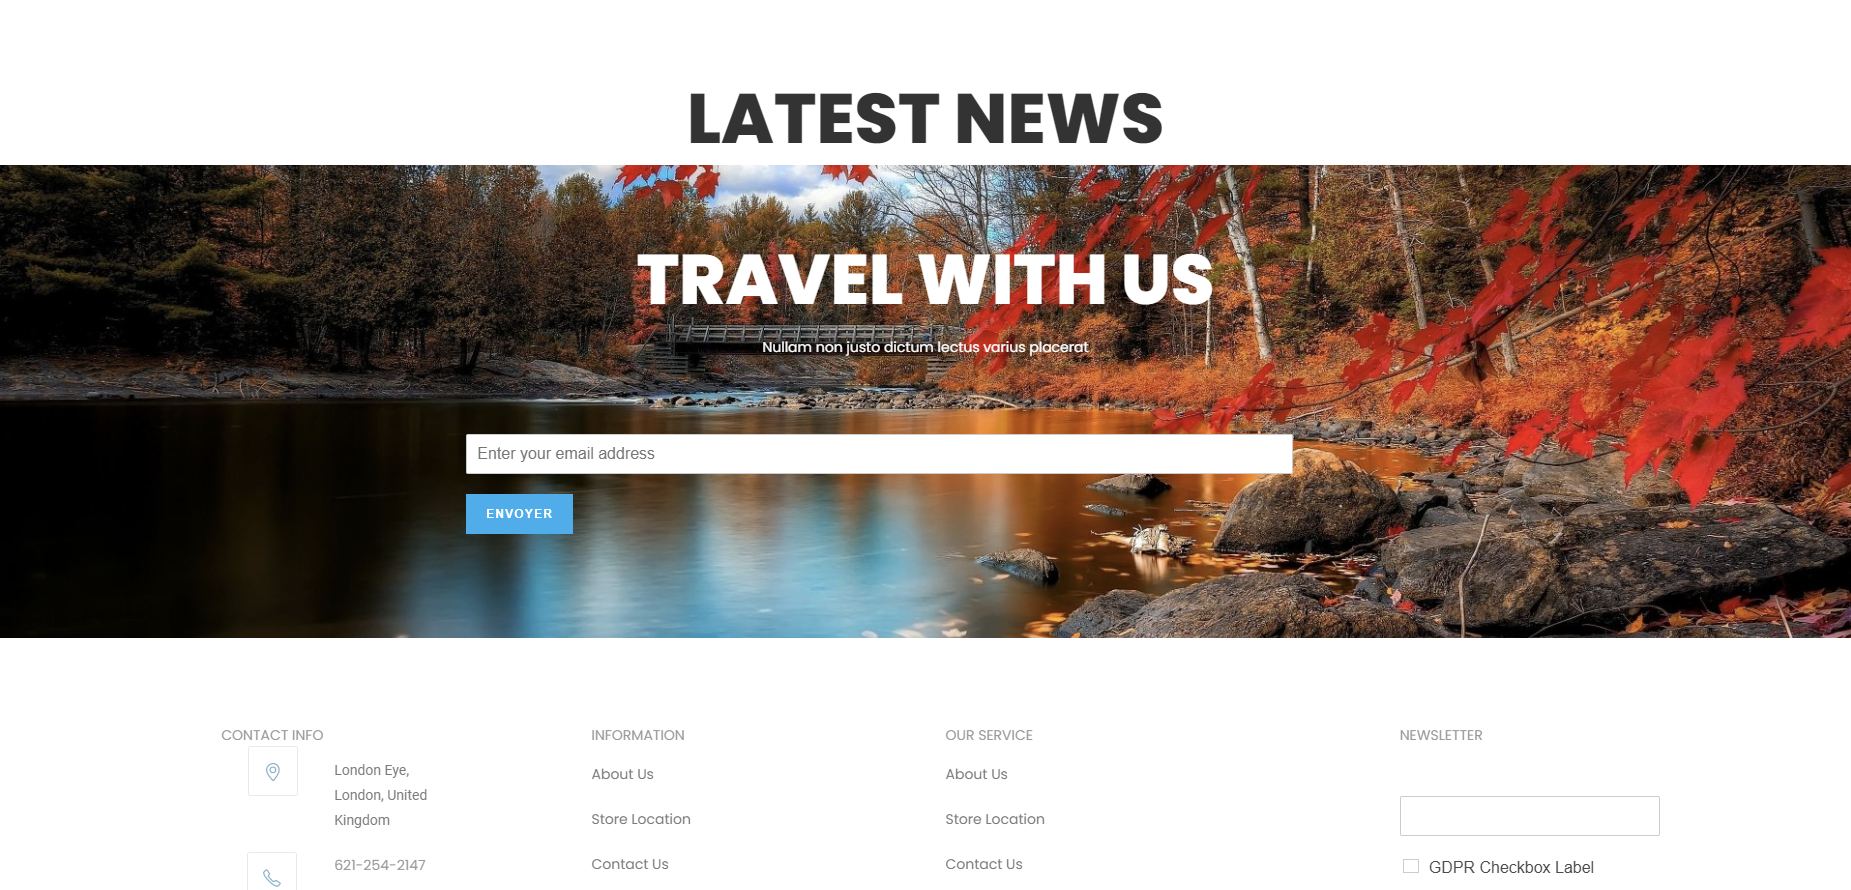 LATEST NEWS
TRAVEL WITH US
Nullam non justo dictum lectus varius placerat
Enter your email address
ENVOYER
CONTACT INFO
London Eye,
London, United
Kingdom
621-254-2147
INFORMATION
About Us
Store Location
Contact Us
OUR SERVICE
About Us
Store Location
Contact Us
NEWSLETTER
GDPR Checkbox Label